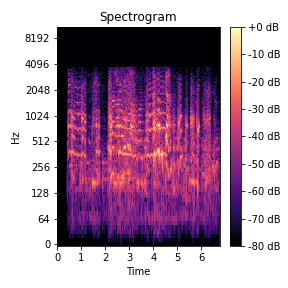 Spectrogram
Hz
8192
4096
2048
1024
512
256
128
64
0
0 1 2 3 4 5 6
Time
+0 dB
-10 dB
-20 dB
-30 dB
-40 dB
-50 dB
-60 dB
-70 dB
-80 dB